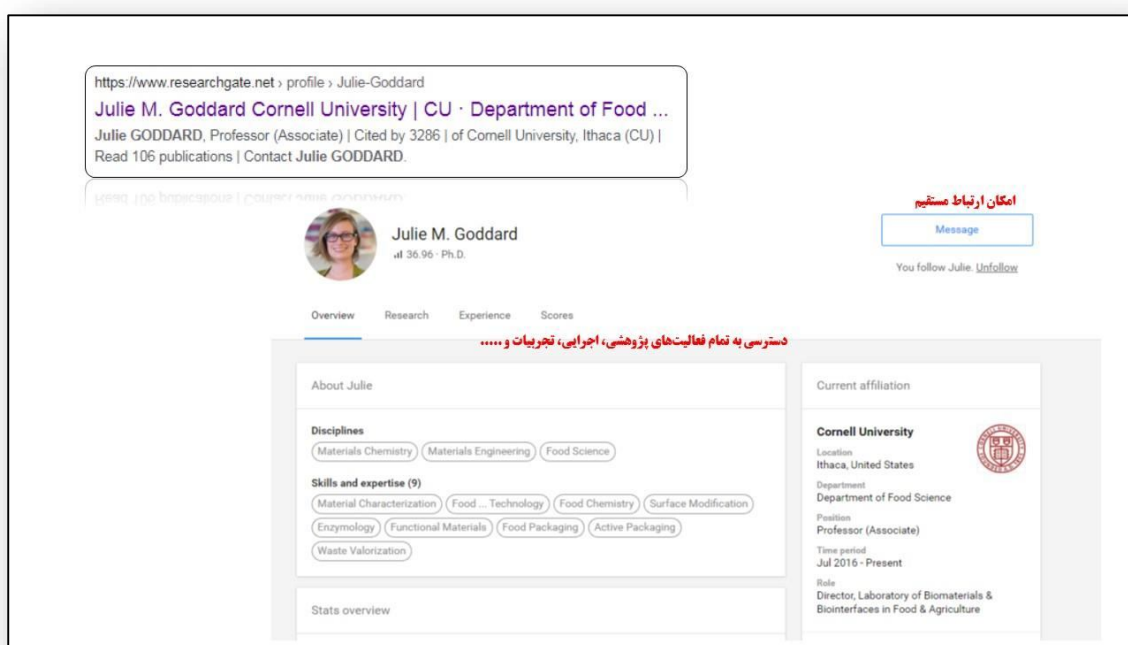 https://www.researchgate.net › profile › Julie-Goddard
Julie M. Goddard Cornell University | CU · Department of Food ...
Julie GODDARD, Professor (Associate) | Cited by 3286 | of Cornell University, Ithaca (CU) |
Read 106 publications | Contact Julie GODDARD.
امکان ارتباط مستقیم
Julie M. Goddard
36.96 · Ph.D.
Message
You follow Julie. Unfollow
Overview Research Experience Scores
دسترسی به تمام فعالیت‌های پژوهشی، اجرایی، تجربیات و .....
About Julie
Disciplines
Materials Chemistry Materials Engineering Food Science
Skills and expertise (9)
Material Characterization Food ... Technology Food Chemistry Surface Modification
Enzymology Functional Materials Food Packaging Active Packaging
Waste Valorization
Stats overview
Current affiliation
Cornell University
Location
Ithaca, United States
Department
Department of Food Science
Position
Professor (Associate)
Time period
Jul 2016 - Present
Role
Director, Laboratory of Biomaterials &
Biointerfaces in Food & Agriculture